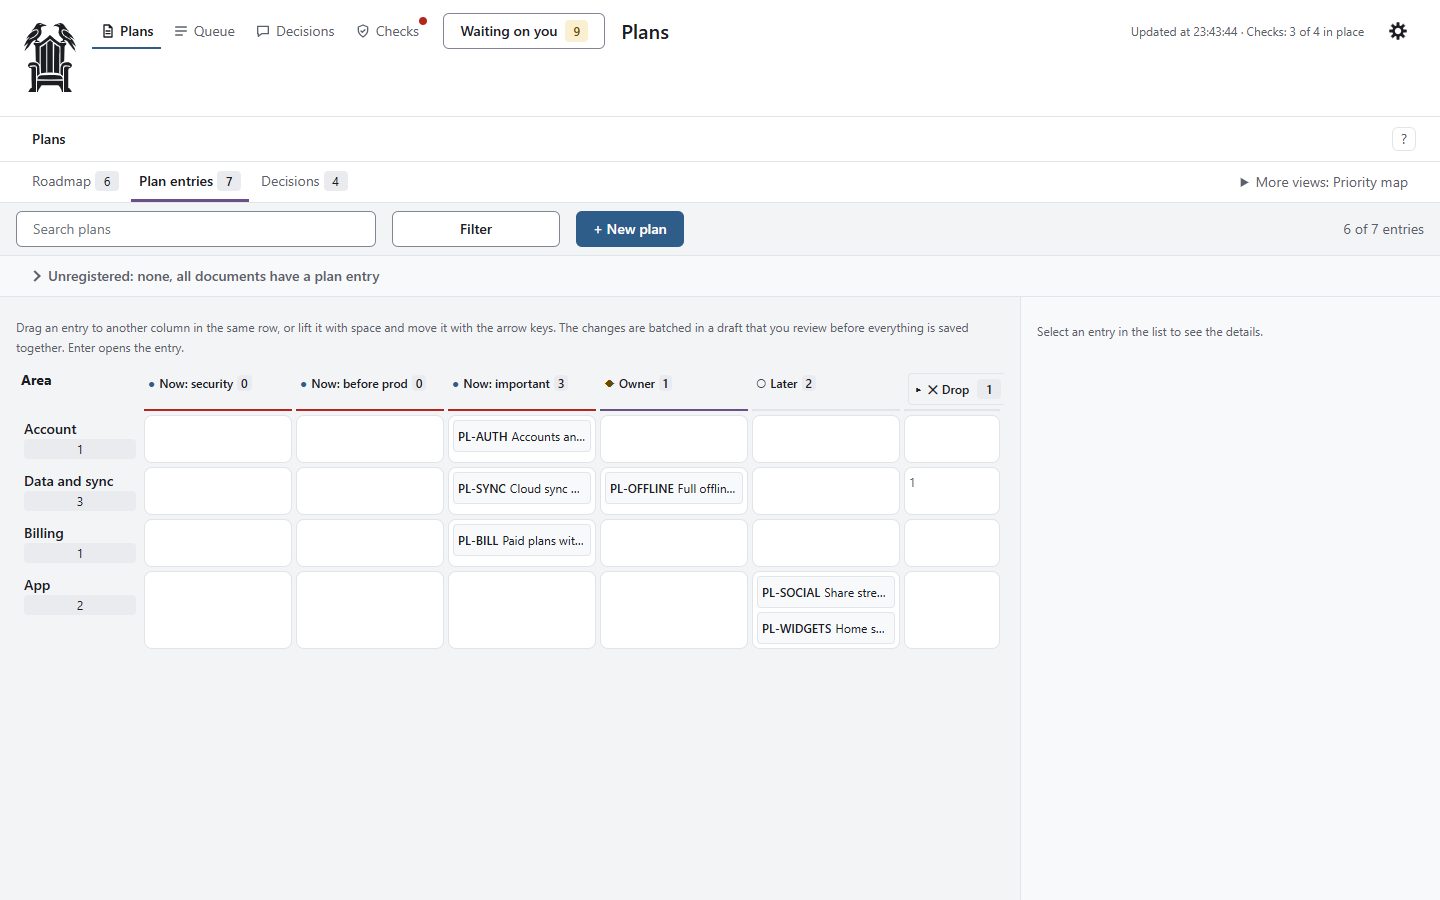 Plans
Queue
Decisions
Checks
Waiting on you 9
Plans
Updated at 23:43:44 · Checks: 3 of 4 in place
Plans
?
Roadmap 6
Plan entries 7
Decisions 4
More views: Priority map
Search plans
Filter
+ New plan
6 of 7 entries
Unregistered: none, all documents have a plan entry
Drag an entry to another column in the same row, or lift it with space and move it with the arrow keys. The changes are batched in a draft that you review before everything is saved
together. Enter opens the entry.
Select an entry in the list to see the details.
Area
Now: security 0
Now: before prod 0
Now: important 3
Owner 1
Later 2
Drop 1
Account
1
PL-AUTH Accounts an...
Data and sync
3
PL-SYNC Cloud sync ...
PL-OFFLINE Full offlin...
1
Billing
1
PL-BILL Paid plans wit...
App
2
PL-SOCIAL Share stre...
PL-WIDGETS Home s...